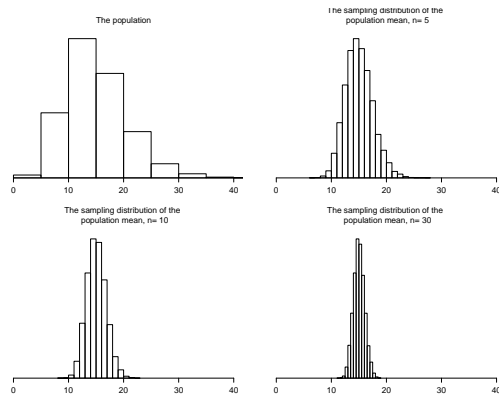 The population
The sampling distribution of the
population mean, n= 5
0 10 20 30 40
0 10 20 30 40
The sampling distribution of the
population mean, n= 10
The sampling distribution of the
population mean, n= 30
0 10 20 30 40
0 10 20 30 40